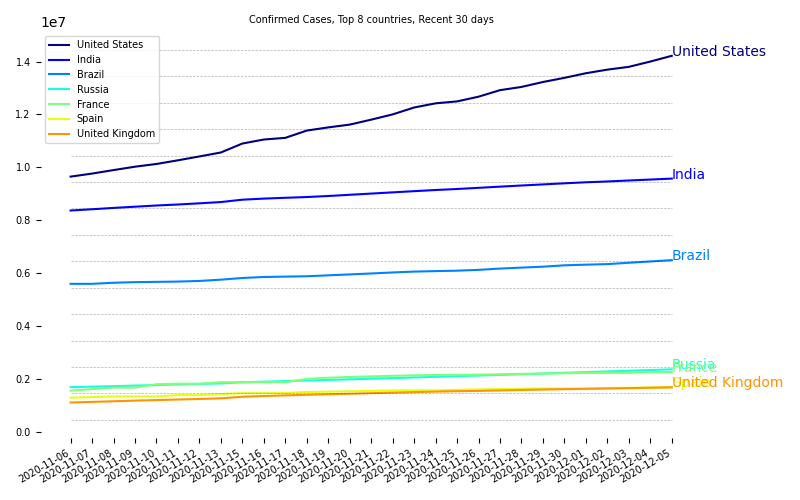 Confirmed Cases, Top 8 countries, Recent 30 days
1e7
United States
India
Brazil
Russia
France
Spain
United Kingdom
1.4
1.2
1.0
0.8
0.6
0.4
0.2
0.0
United States
India
Brazil
Russia
France
Spain
United Kingdom
2020-11-06
2020-11-07
2020-11-08
2020-11-09
2020-11-10
2020-11-11
2020-11-12
2020-11-13
2020-11-15
2020-11-16
2020-11-17
2020-11-18
2020-11-19
2020-11-20
2020-11-21
2020-11-22
2020-11-23
2020-11-24
2020-11-25
2020-11-26
2020-11-27
2020-11-28
2020-11-29
2020-11-30
2020-12-01
2020-12-02
2020-12-03
2020-12-04
2020-12-05